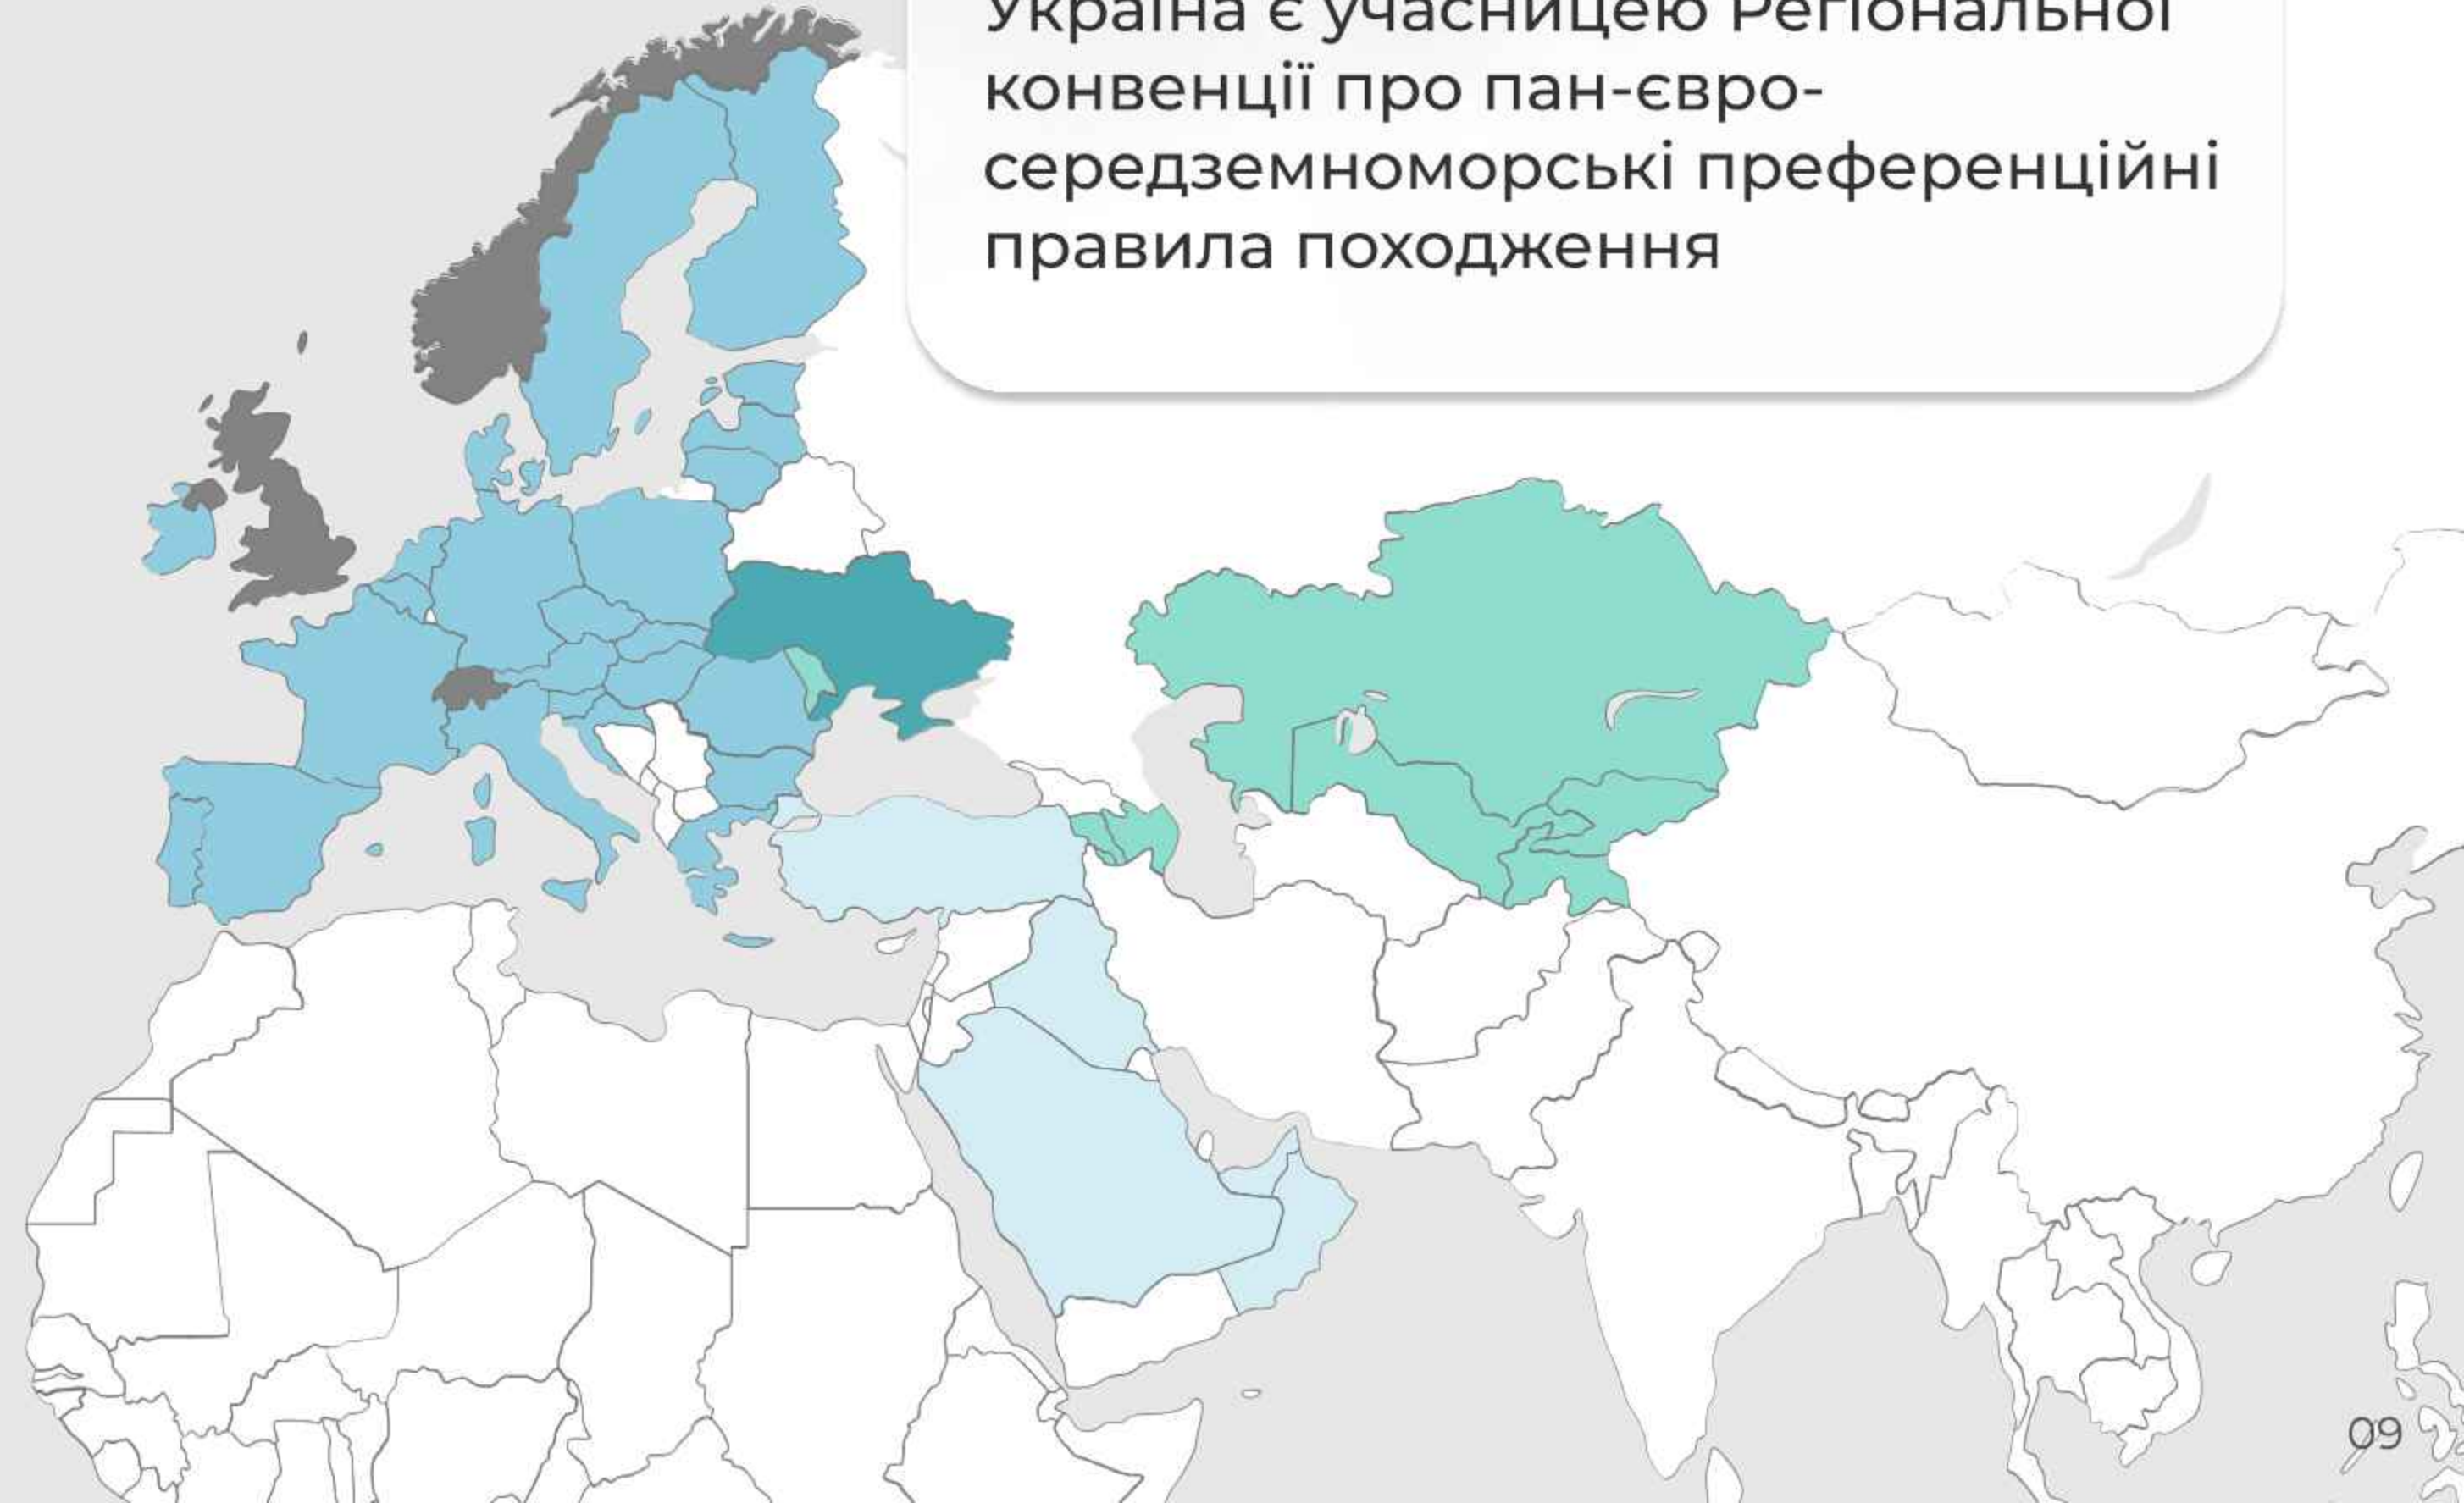 Україна є учасницею Регіональної
конвенції про пан-євро-
середземноморські преференційні
правила походження
09